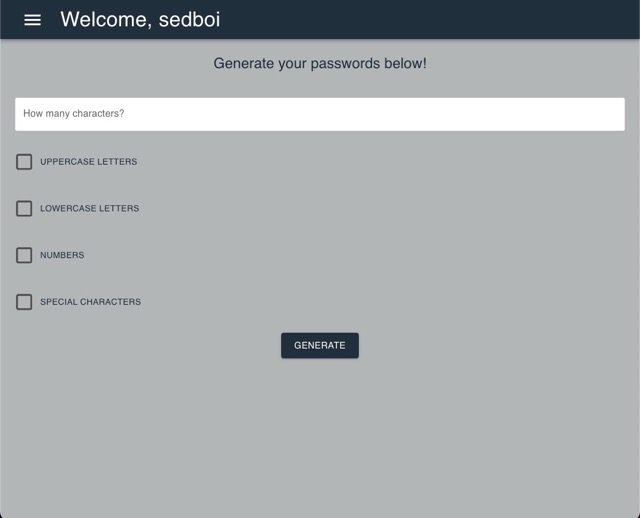 Welcome, sedboi
Generate your passwords below!
How many characters?
UPPERCASE LETTERS
LOWERCASE LETTERS
NUMBERS
SPECIAL CHARACTERS
GENERATE